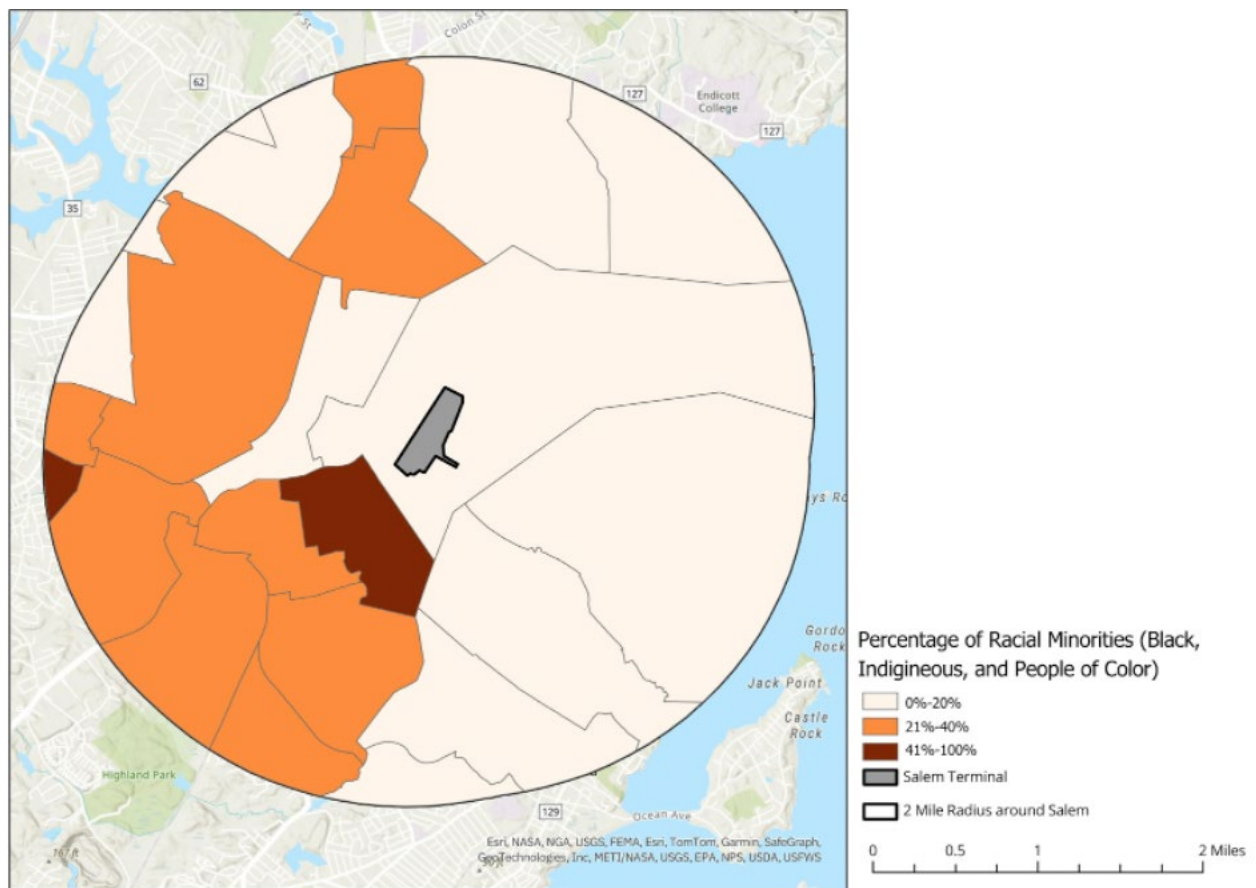 Colon St
62
127
Endicott
College
127
35
Gordo
Rock
Jack Point
Castle
Rock
Highland Park
129
Ocean Ave
Esri, NASA, NGA, USGS, FEMA, Esri, TomTom, Garmin, SafeGraph,
GeoTechnologies, Inc, METI/NASA, USGS, EPA, NPS, USDA, USFWS
Percentage of Racial Minorities (Black,
Indigineous, and People of Color)
0%-20%
21%-40%
41%-100%
Salem Terminal
2 Mile Radius around Salem
0 0.5 1 2 Miles